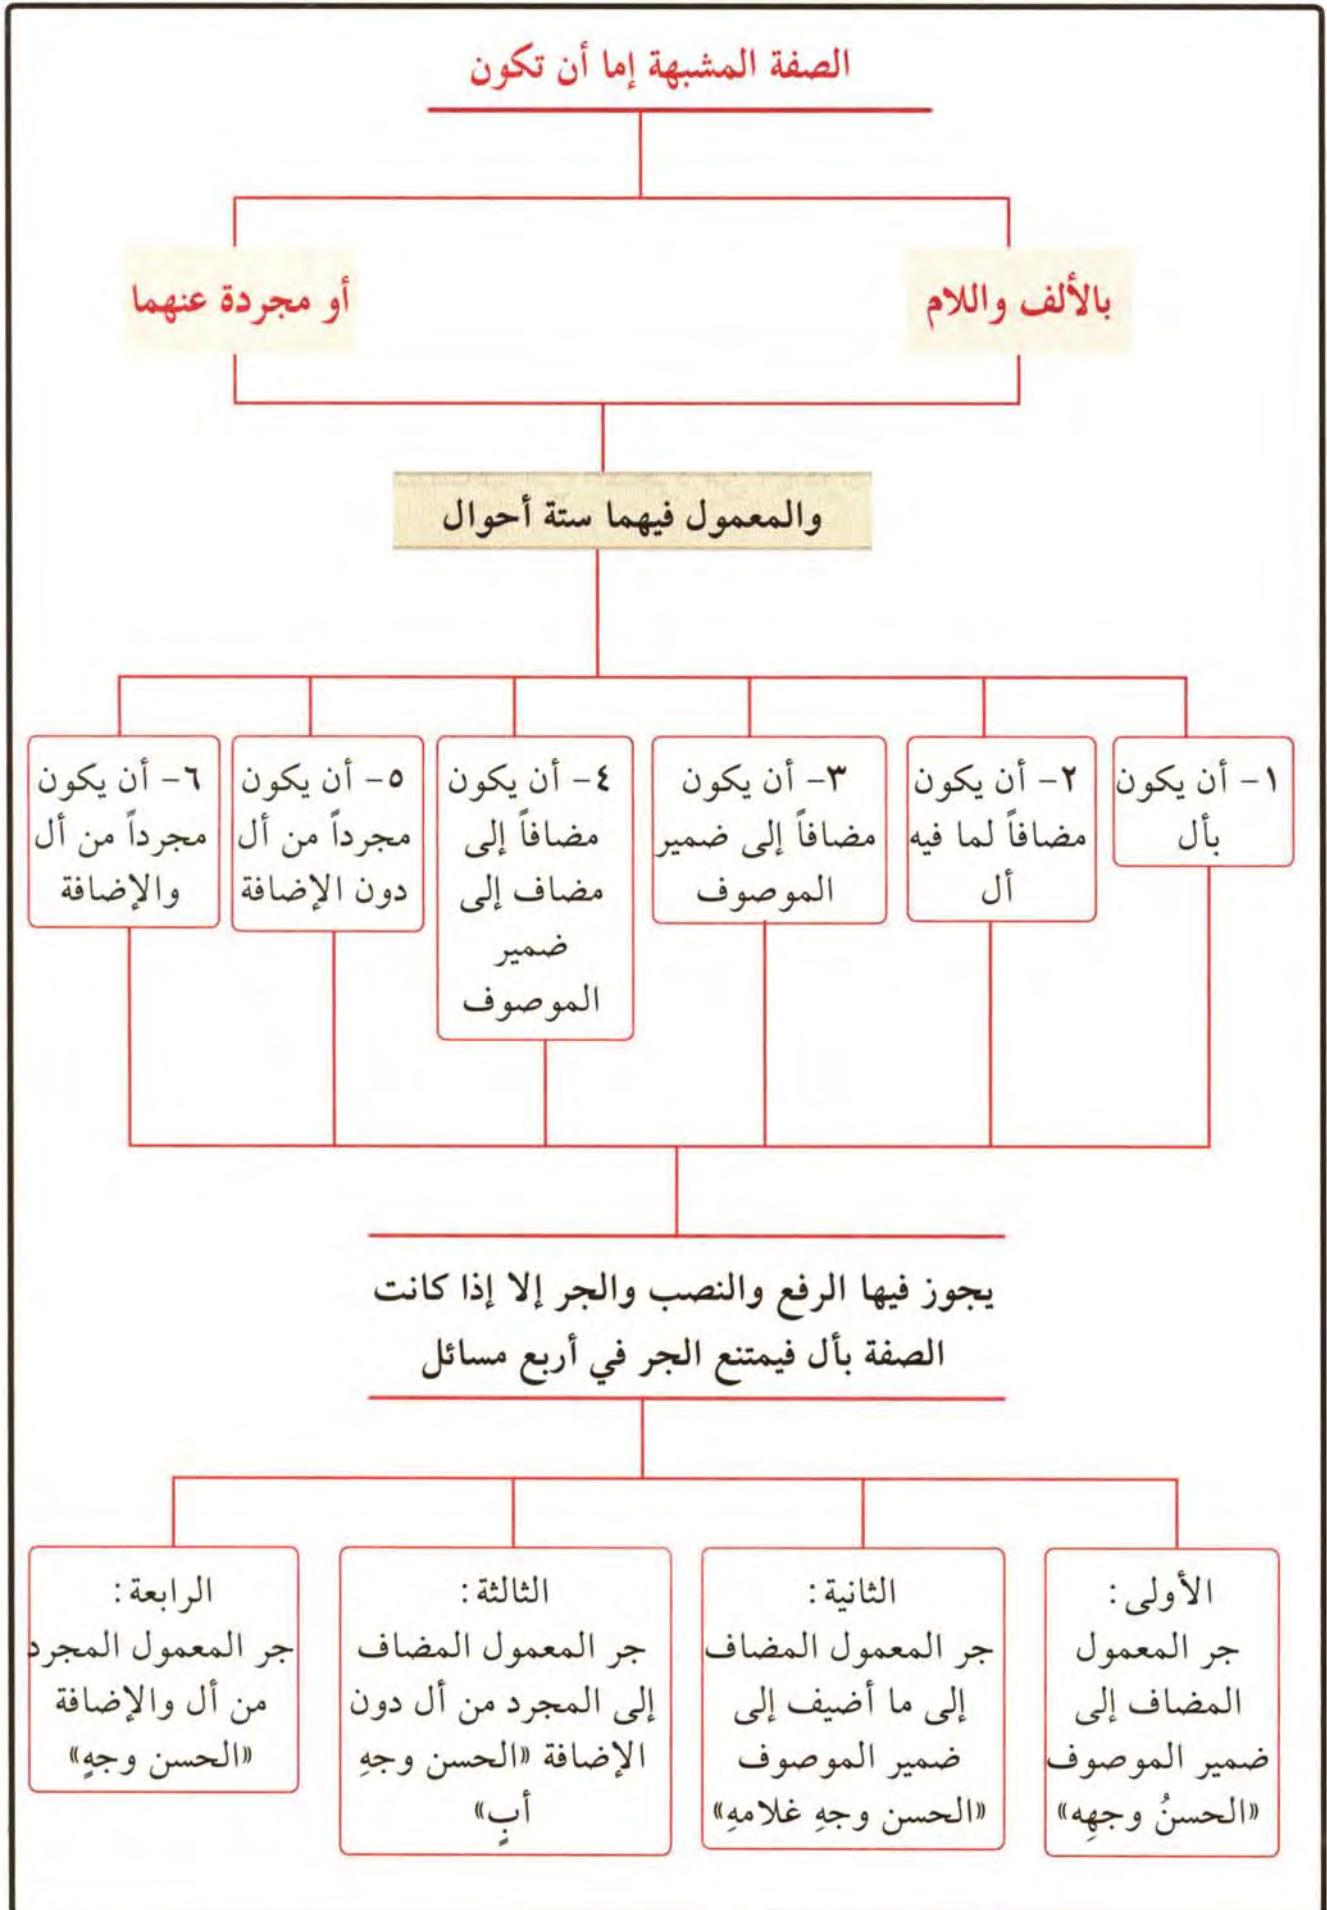 الصفة المشبهة إما أن تكون
بالألف واللام
أو مجردة عنهما
والمعمول فيهما ستة أحوال
١- أن يكون
بأل
٢- أن يكون
مضافاً لما فيه
أل
٣- أن يكون
مضافاً إلى ضمير
الموصوف
٤- أن يكون
مضافاً إلى
مضاف إلى
ضمير
الموصوف
٥- أن يكون
مجرداً من أل
دون الإضافة
٦- أن يكون
مجرداً من أل
والإضافة
يجوز فيها الرفع والنصب والجر إلا إذا كانت
الصفة بأل فيمتنع الجر في أربع مسائل
الأولى:
جر المعمول
المضاف إلى
ضمير الموصوف
«الحسنُ وجهِه»
الثانية:
جر المعمول المضاف
إلى ما أضيف إلى
ضمير الموصوف
«الحسن وجهِ غلامهِ»
الثالثة:
جر المعمول المضاف
إلى المجرد من أل دون
الإضافة «الحسن وجهِ
أبٍ»
الرابعة:
جر المعمول المجرد
من أل والإضافة
«الحسن وجهٍ»